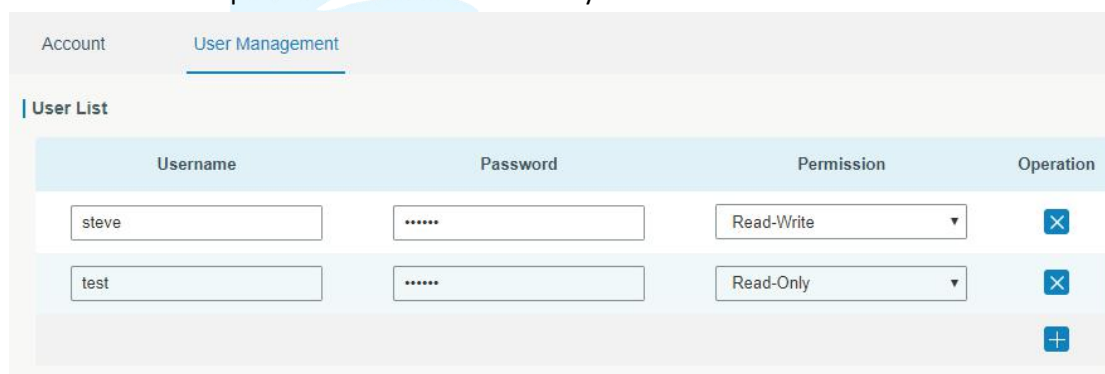 Account User Management
User List
Username Password Permission Operation
steve •••••• Read-Write
test •••••• Read-Only